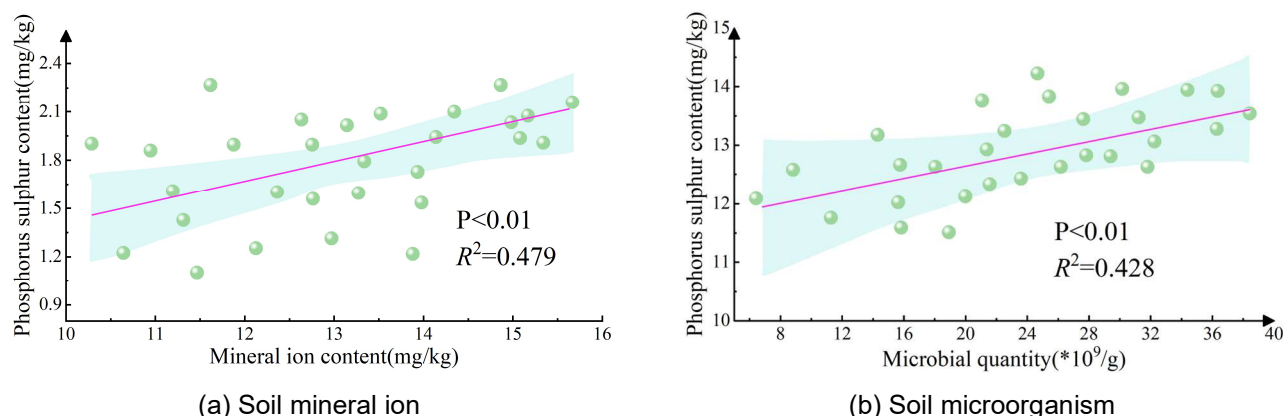 Phosphorus sulphur content(mg/kg)
2.4
2.1
1.8
1.5
1.2
0.9
10 11 12 13 14 15 16
Mineral ion content(mg/kg)
P<0.01
R²=0.479
(a) Soil mineral ion
Phosphorus sulphur content(mg/kg)
15
14
13
12
11
10
8 12 16 20 24 28 32 36 40
Microbial quantity(*10⁹/g)
P<0.01
R²=0.428
(b) Soil microorganism